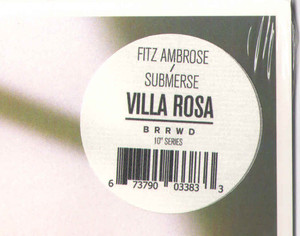 FITZ AMBROSE
/
SUBMERSE
VILLA ROSA
BRRWD
10" SERIES
6 73790 03383 3